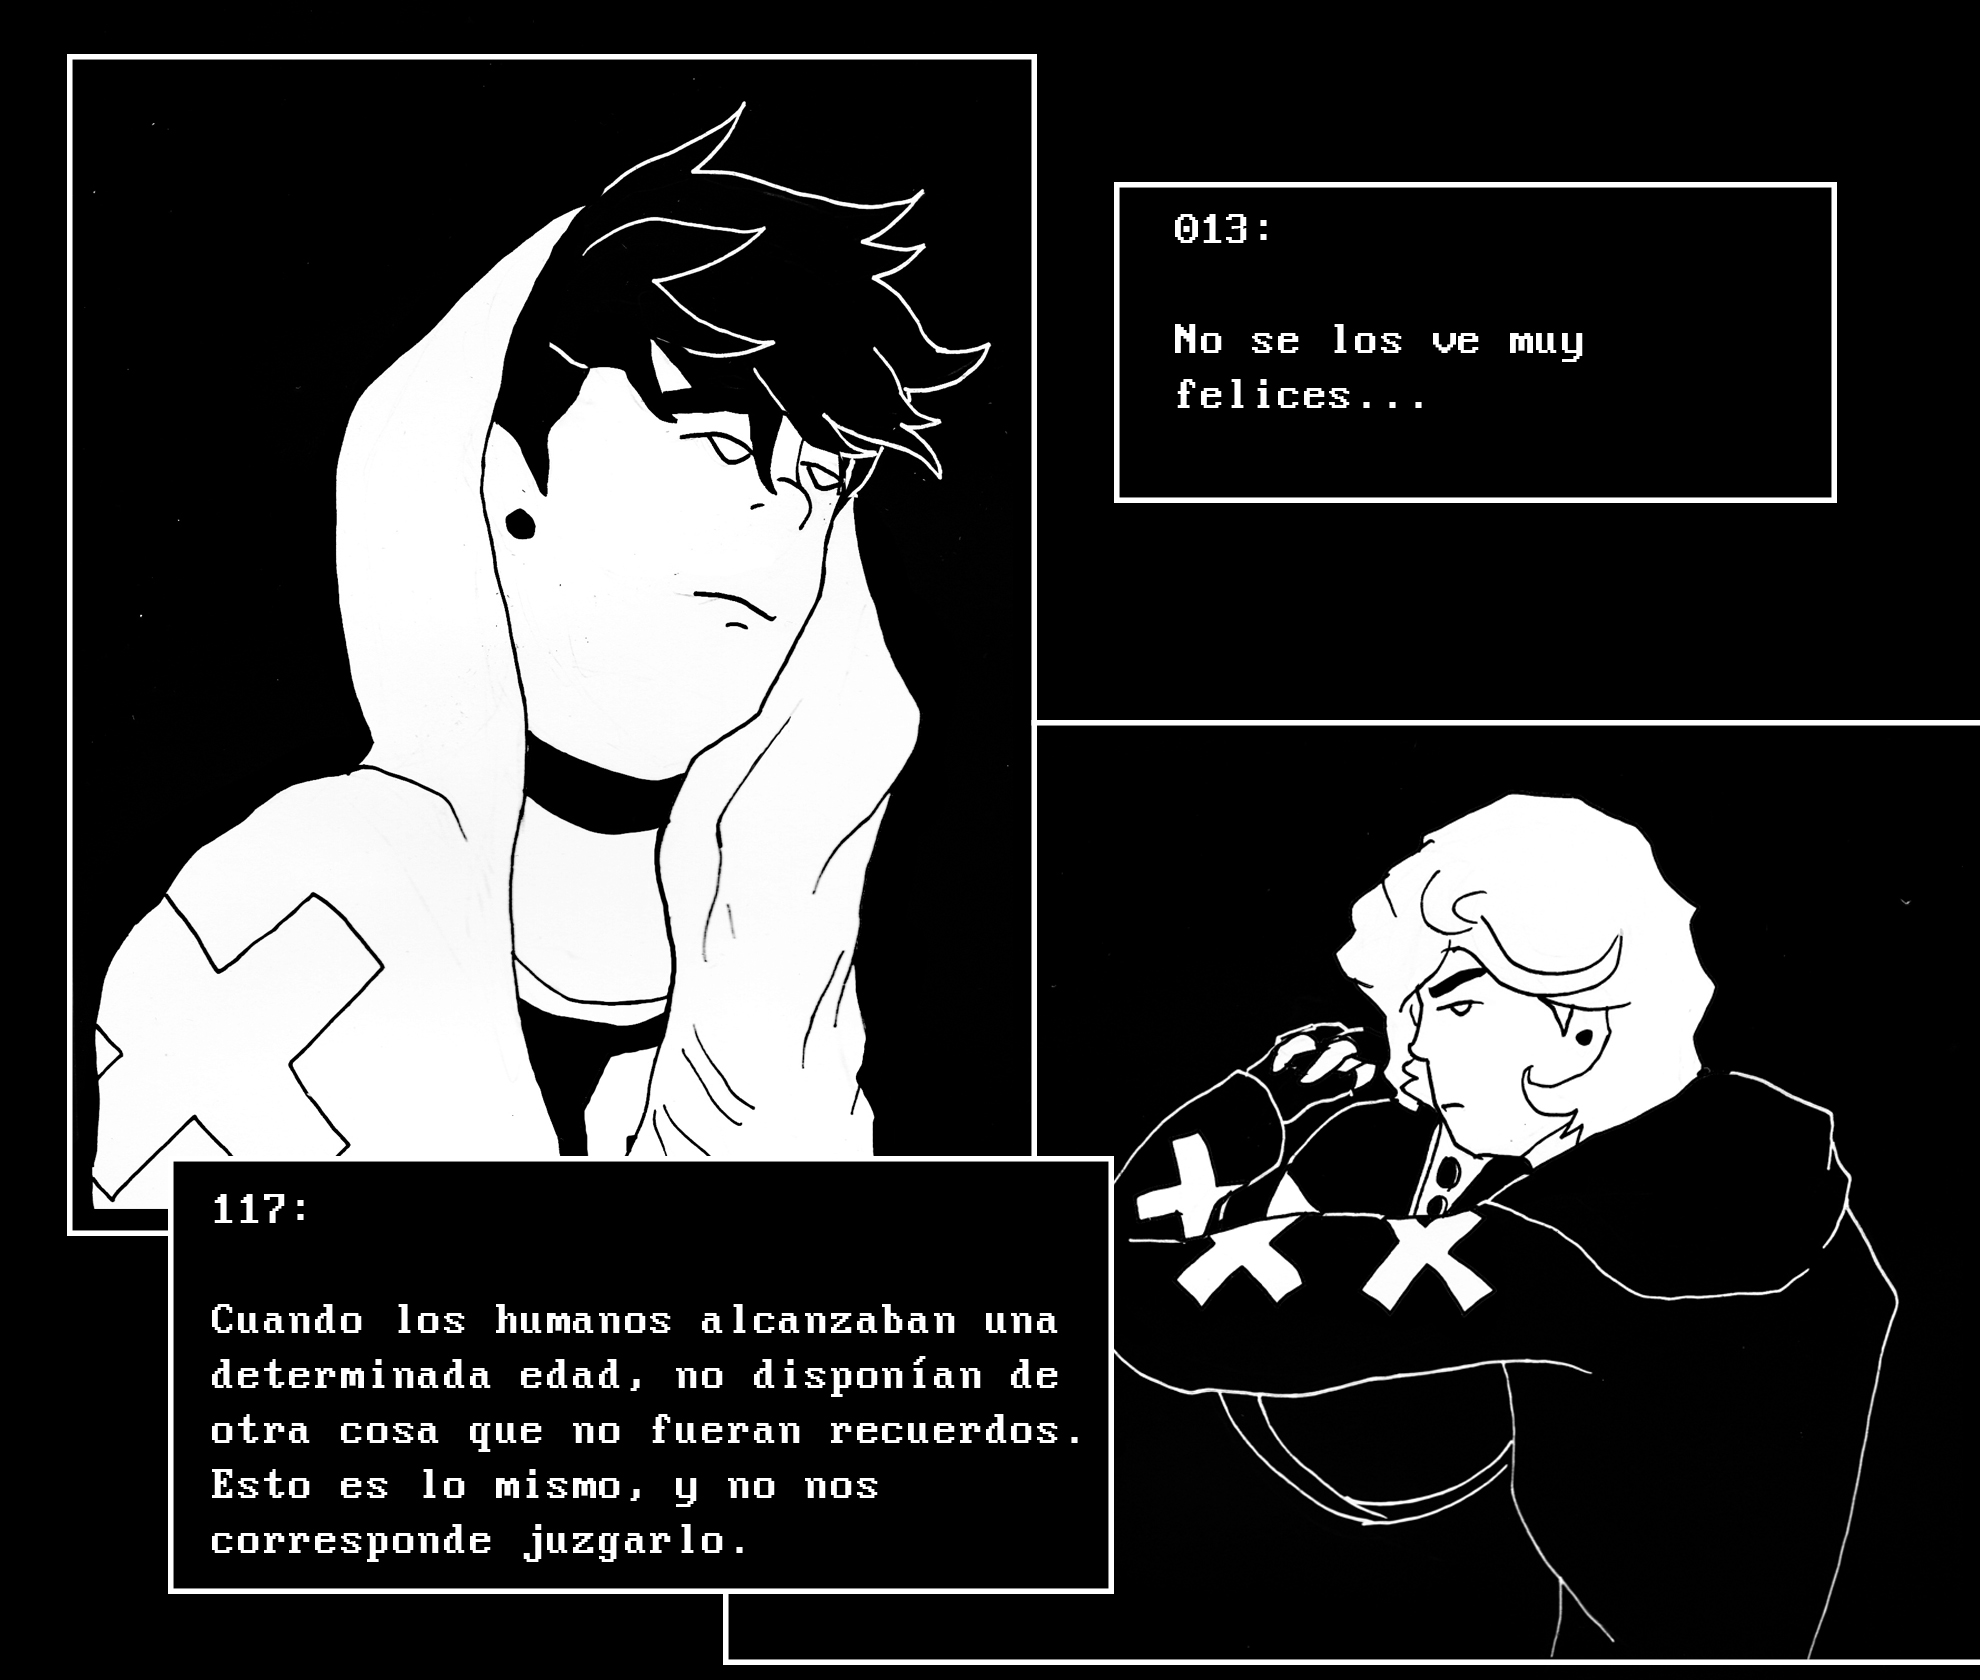 013:
No se los ve muy
felices...
117:
Cuando los humanos alcanzaban una
determinada edad, no disponían de
otra cosa que no fueran recuerdos.
Esto es lo mismo, y no nos
corresponde juzgarlo.